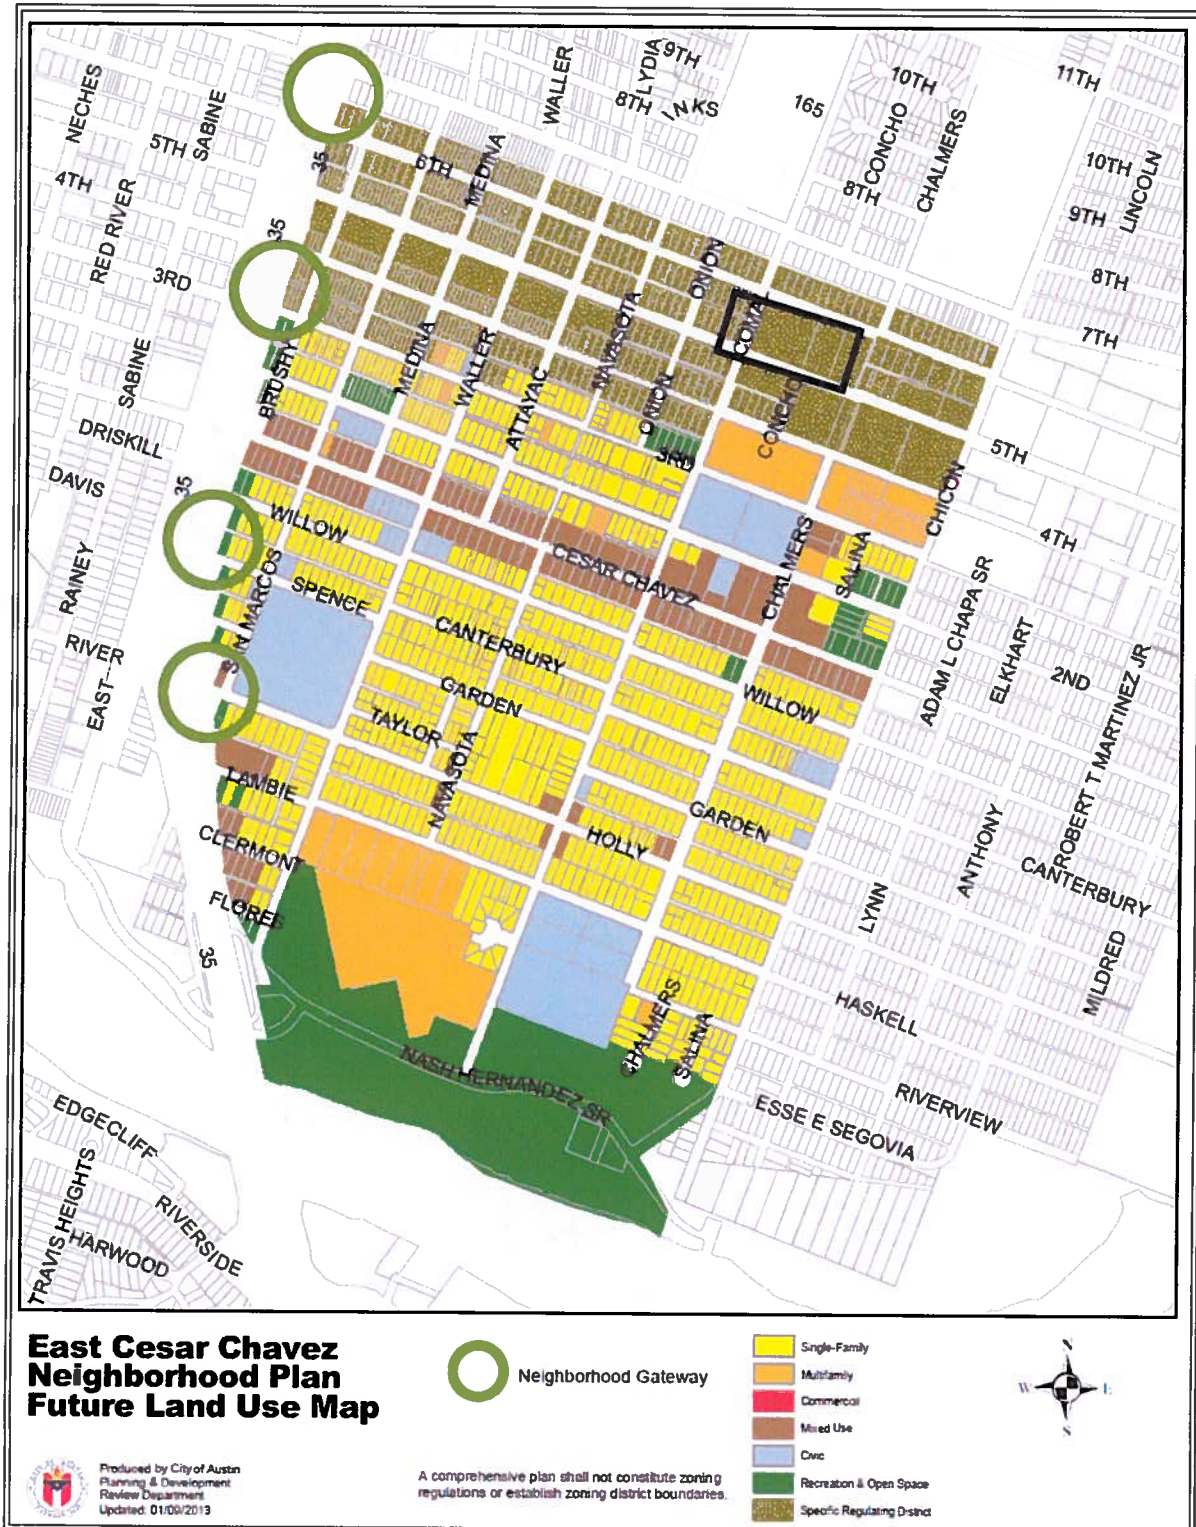 9TH
LYDIA
WALLER
NECHES
10TH
11TH
SABINE
8TH
INKS
165
CONCHO
CHALMERS
5TH
35
6TH
MEDINA
10TH
LINCOLN
4TH
8TH
9TH
RED RIVER
35
3RD
ONION
8TH
7TH
SABINE
BRUSHY
MEDINA
WALLER
ATTAYAC
NAVASOTA
ONION
COMAL
CONCHO
DRISKILL
3RD
5TH
DAVIS
35
CHICON
WILLOW
4TH
RAINEY
SAN MARCOS
SPENCE
CESAR CHAVEZ
CHALMERS
SALINA
ADAM L CHAPA SR
ELKHART
RIVER
EAST
CANTERBURY
2ND
ROBERT T MARTINEZ JR
GARDEN
WILLOW
TAYLOR
NAVASOTA
LAMBIE
GARDEN
HOLLY
ANTHONY
CLERMONT
CANTERBURY
FLORES
LYNN
35
MILDRED
CHALMERS
SALINA
HASKELL
NASH HERNANDEZ SR
RIVERVIEW
EDGECLIFF
ESSE E SEGOVIA
TRAVIS HEIGHTS
HARWOOD
RIVERSIDE
East Cesar Chavez
Neighborhood Plan
Future Land Use Map
Neighborhood Gateway
Single-Family
Multifamily
Commercial
Mixed Use
Civic
Recreation & Open Space
Specific Regulating District
N
W
E
S
Produced by City of Austin
Planning & Development
Review Department
Updated: 01/09/2013
A comprehensive plan shall not constitute zoning
regulations or establish zoning district boundaries.